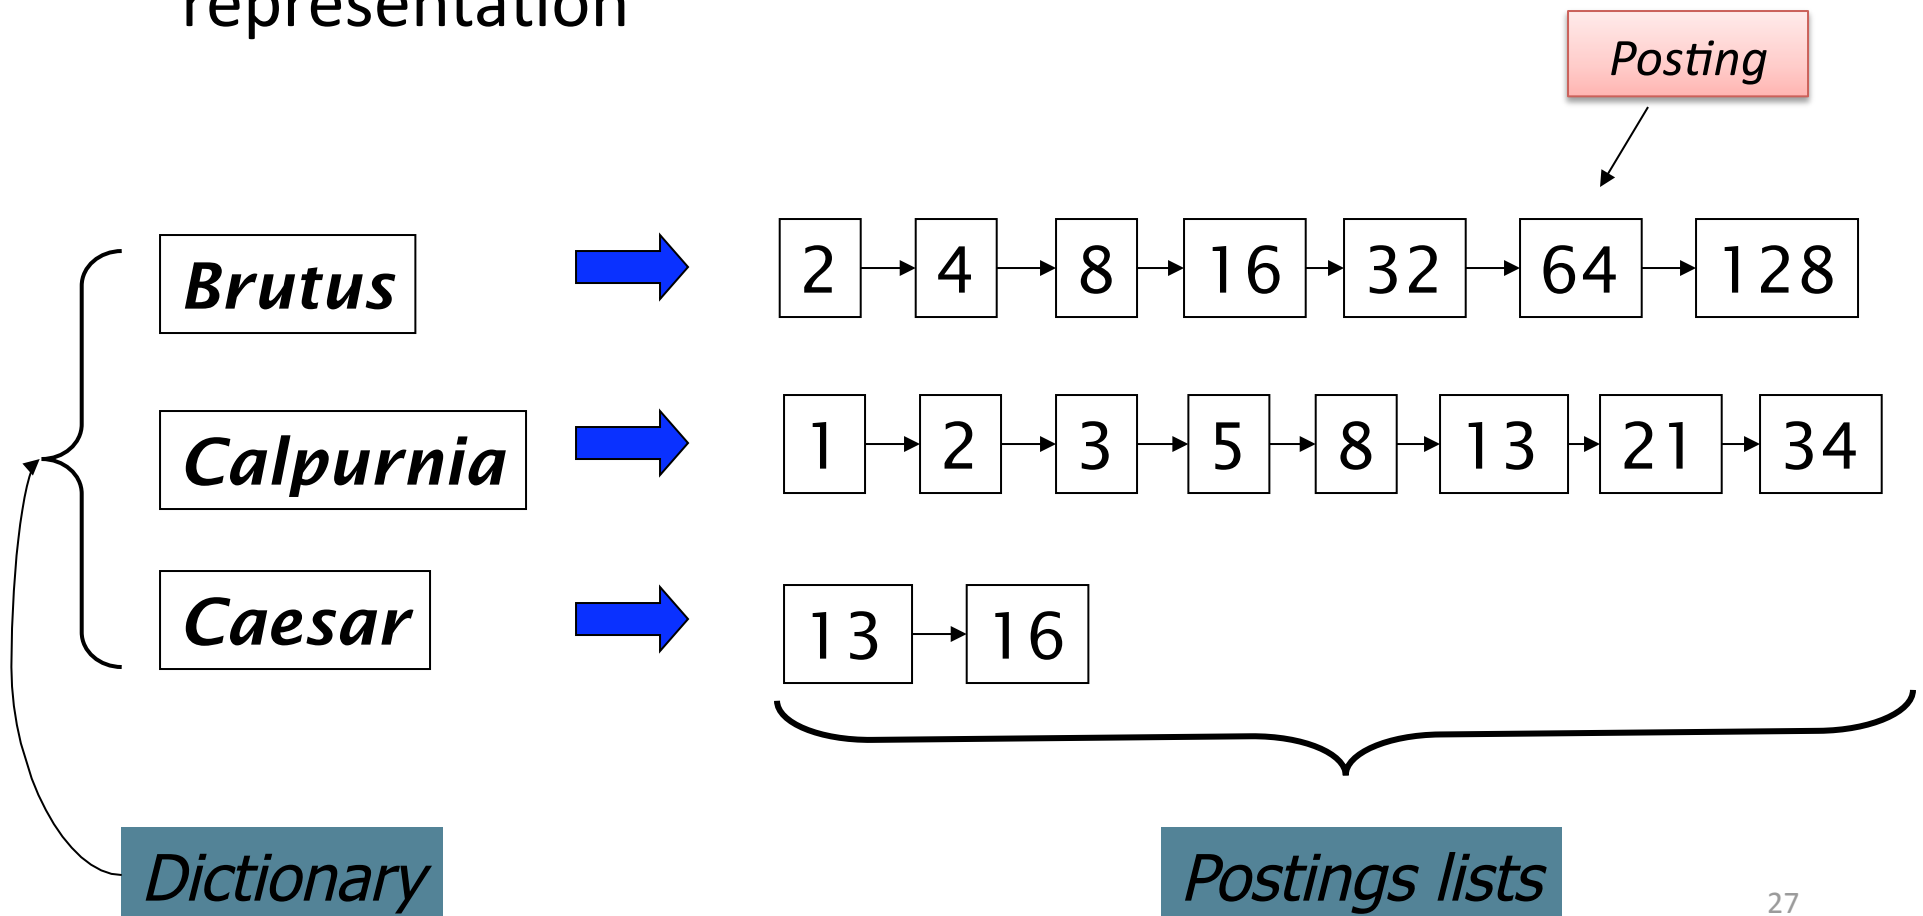 representation
Posting
Brutus 2 4 8 16 32 64 128
Calpurnia 1 2 3 5 8 13 21 34
Caesar 13 16
Dictionary Postings lists
27